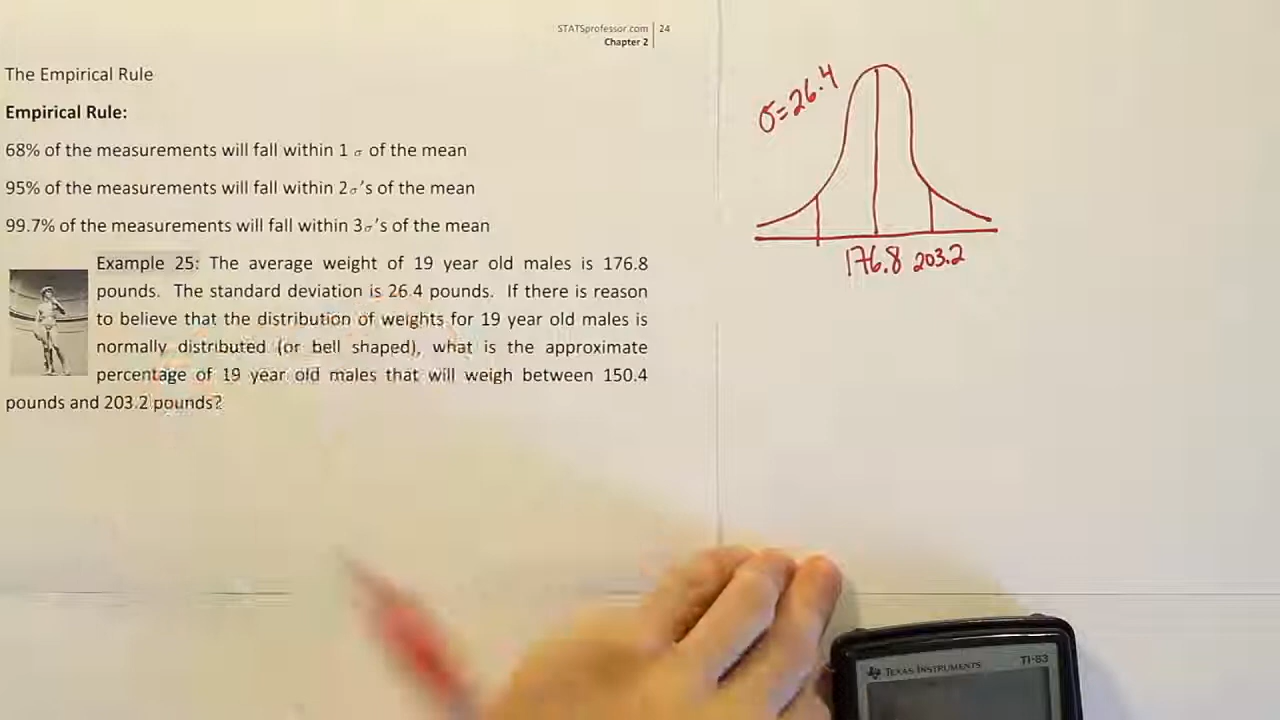 STATSprofessor.com | 24
Chapter 2
The Empirical Rule
Empirical Rule:
68% of the measurements will fall within 1 σ of the mean
95% of the measurements will fall within 2σ's of the mean
99.7% of the measurements will fall within 3σ's of the mean
Example 25: The average weight of 19 year old males is 176.8
pounds. The standard deviation is 26.4 pounds. If there is reason
to believe that the distribution of weights for 19 year old males is
normally distributed (or bell shaped), what is the approximate
percentage of 19 year old males that will weigh between 150.4
pounds and 203.2 pounds?
σ=26.4
176.8 203.2
TEXAS INSTRUMENTS TI-83